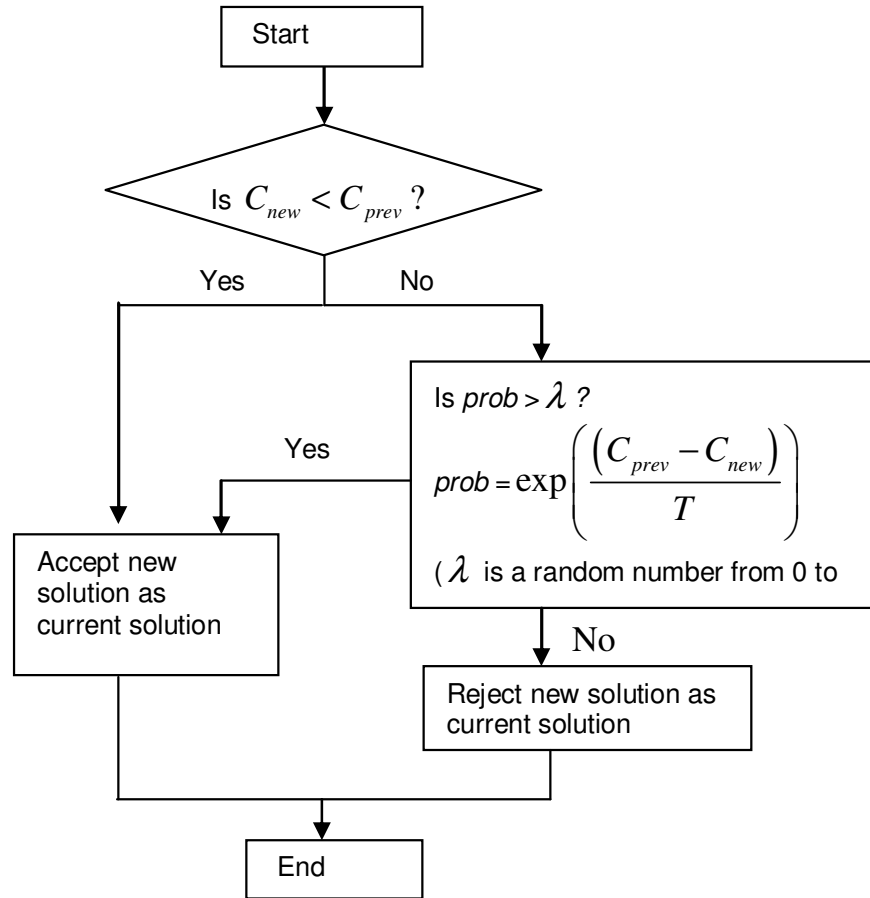 Start
Is C_new < C_prev ?
Yes
No
Is prob > λ ?
Yes
prob = exp((C_prev − C_new) / T)
( λ is a random number from 0 to
Accept new
solution as
current solution
No
Reject new solution as
current solution
End